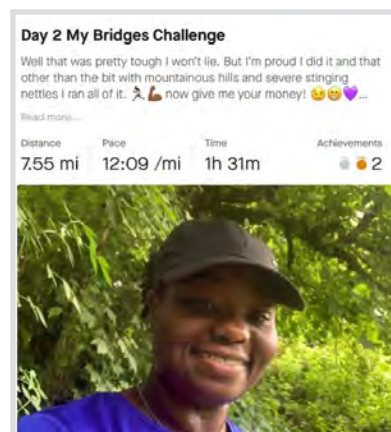 Day 2 My Bridges Challenge
Well that was pretty tough I won't lie. But I'm proud I did it and that
other than the bit with mountainous hills and severe stinging
nettles I ran all of it. 🏃🏿‍♀️💪🏾 now give me your money! 😉😁💜...
Read more...
Distance Pace Time Achievements
7.55 mi 12:09 /mi 1h 31m 2